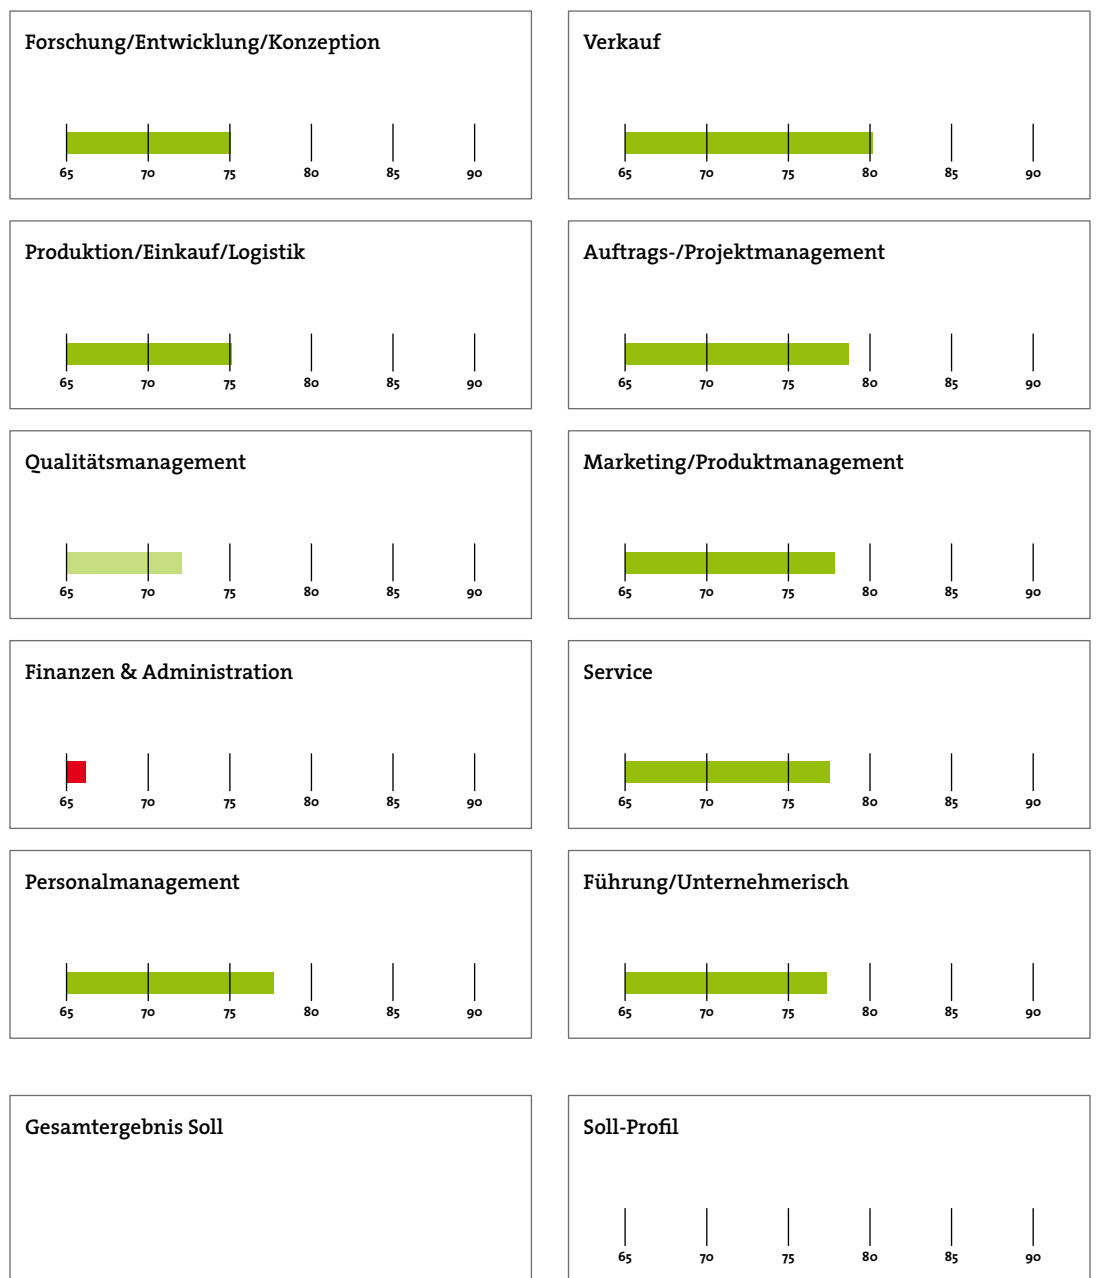 Forschung/Entwicklung/Konzeption
65 70 75 80 85 90
Verkauf
65 70 75 80 85 90
Produktion/Einkauf/Logistik
65 70 75 80 85 90
Auftrags-/Projektmanagement
65 70 75 80 85 90
Qualitätsmanagement
65 70 75 80 85 90
Marketing/Produktmanagement
65 70 75 80 85 90
Finanzen & Administration
65 70 75 80 85 90
Service
65 70 75 80 85 90
Personalmanagement
65 70 75 80 85 90
Führung/Unternehmerisch
65 70 75 80 85 90
Gesamtergebnis Soll
Soll-Profil
65 70 75 80 85 90